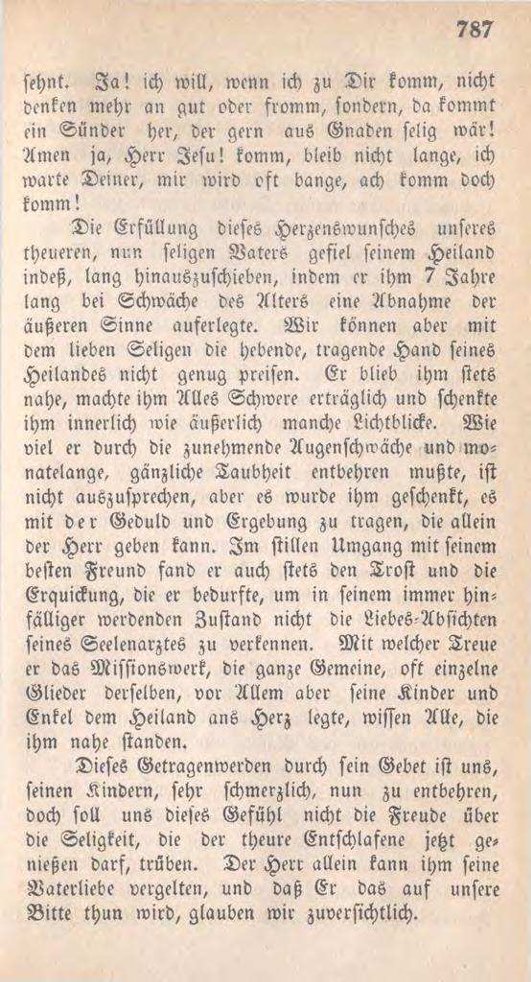 787
sehnt. Ja! ich will, wenn ich zu Dir komm, nicht
denken mehr an gut oder fromm, sondern, da kommt
ein Sünder her, der gern aus Gnaden selig wär!
Amen ja, Herr Jesu! komm, bleib nicht lange, ich
warte Deiner, mir wird oft bange, ach komm doch
komm!
Die Erfüllung dieses Herzenswunsches unseres
theueren, nun seligen Vaters gefiel seinem Heiland
indeß, lang hinauszuschieben, indem er ihm 7 Jahre
lang bei Schwäche des Alters eine Abnahme der
äußeren Sinne auferlegte. Wir können aber mit
dem lieben Seligen die hebende, tragende Hand seines
Heilandes nicht genug preisen. Er blieb ihm stets
nahe, machte ihm Alles Schwere erträglich und schenkte
ihm innerlich wie äußerlich manche Lichtblicke. Wie
viel er durch die zunehmende Augenschwäche und mo-
natelange, gänzliche Taubheit entbehren mußte, ist
nicht auszusprechen, aber es wurde ihm geschenkt, es
mit der Geduld und Ergebung zu tragen, die allein
der Herr geben kann. Im stillen Umgang mit seinem
besten Freund fand er auch stets den Trost und die
Erquickung, die er bedurfte, um in seinem immer hin-
fälliger werdenden Zustand nicht die Liebes-Absichten
seines Seelenarztes zu verkennen. Mit welcher Treue
er das Missionswerk, die ganze Gemeine, oft einzelne
Glieder derselben, vor Allem aber seine Kinder und
Enkel dem Heiland ans Herz legte, wissen Alle, die
ihm nahe standen.
Dieses Getragenwerden durch sein Gebet ist uns,
seinen Kindern, sehr schmerzlich, nun zu entbehren,
doch soll uns dieses Gefühl nicht die Freude über
die Seligkeit, die der theure Entschlafene jetzt ge-
nießen darf, trüben. Der Herr allein kann ihm seine
Vaterliebe vergelten, und daß Er das auf unsere
Bitte thun wird, glauben wir zuversichtlich.